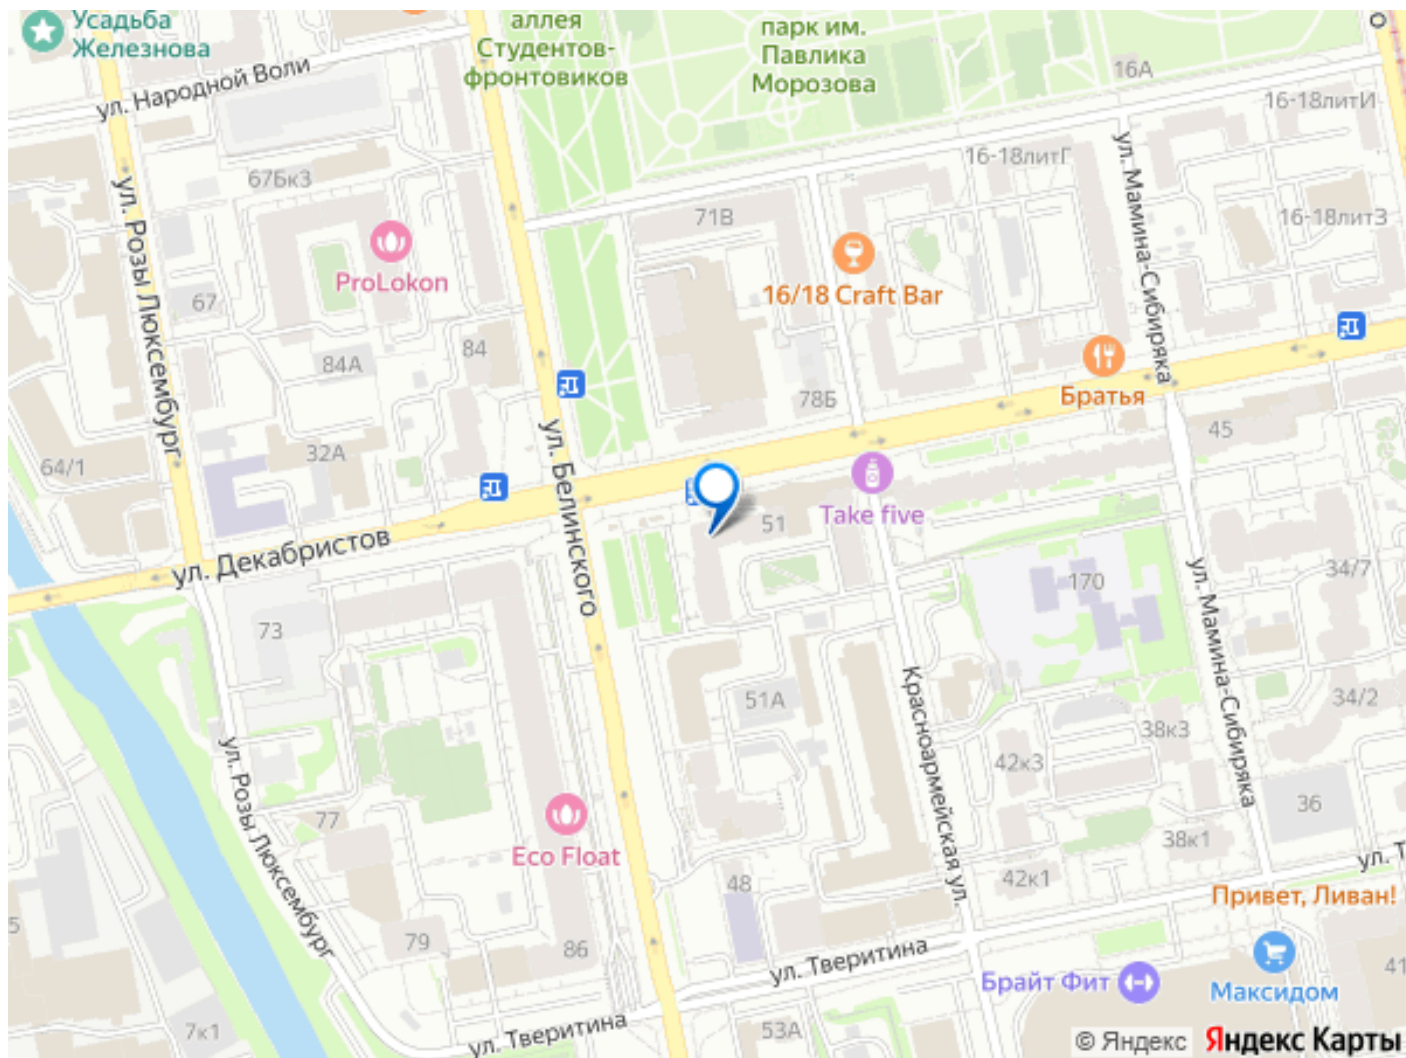 Усадьба
Железнова
аллея
Студентов-
фронтовиков
парк им.
Павлика
Морозова
ул. Народной Воли
16А
16-18литИ
16-18литГ
ул. Мамина-Сибиряка
67Бк3
ул. Розы Люксембург
71В
16-18литЗ
ProLokon
67
16/18 Craft Bar
84
84А
78Б
Братья
45
32А
64/1
ул. Белинского
51
Take five
ул. Декабристов
170
34/7
ул. Мамина-Сибиряка
73
51А
Красноармейская ул.
34/2
38к3
42к3
36
ул. Розы Люксембург
77
38к1
Eco Float
48
42к1
ул. Т
Привет, Ливан!
5
79
86
ул. Тверитина
Брайт Фит
Максидом
41
7к1
ул. Тверитина
53А
© Яндекс
Яндекс Карты